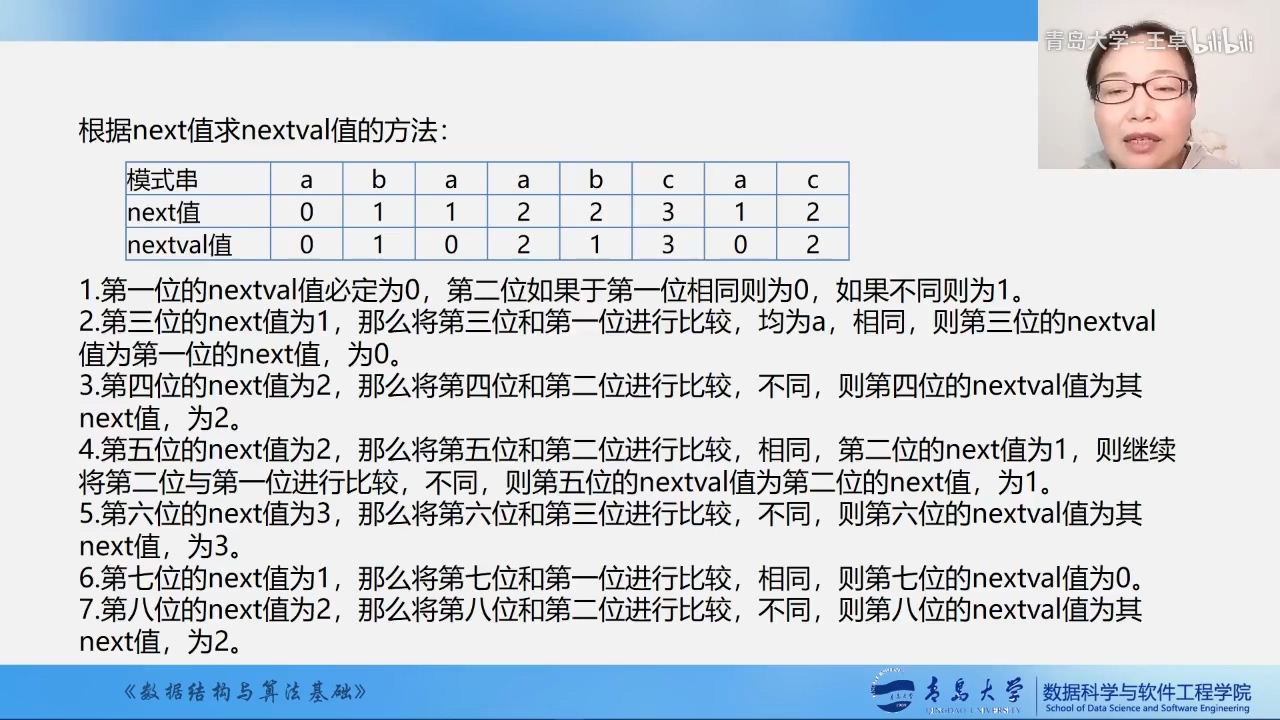 青岛大学--王卓 bilibili
根据next值求nextval值的方法：
模式串 a b a a b c a c
next值 0 1 1 2 2 3 1 2
nextval值 0 1 0 2 1 3 0 2
1.第一位的nextval值必定为0，第二位如果于第一位相同则为0，如果不同则为1。
2.第三位的next值为1，那么将第三位和第一位进行比较，均为a，相同，则第三位的nextval
值为第一位的next值，为0。
3.第四位的next值为2，那么将第四位和第二位进行比较，不同，则第四位的nextval值为其
next值，为2。
4.第五位的next值为2，那么将第五位和第二位进行比较，相同，第二位的next值为1，则继续
将第二位与第一位进行比较，不同，则第五位的nextval值为第二位的next值，为1。
5.第六位的next值为3，那么将第六位和第三位进行比较，不同，则第六位的nextval值为其
next值，为3。
6.第七位的next值为1，那么将第七位和第一位进行比较，相同，则第七位的nextval值为0。
7.第八位的next值为2，那么将第八位和第二位进行比较，不同，则第八位的nextval值为其
next值，为2。
《数据结构与算法基础》
青岛大学
QINGDAO UNIVERSITY
数据科学与软件工程学院
School of Data Science and Software Engineering